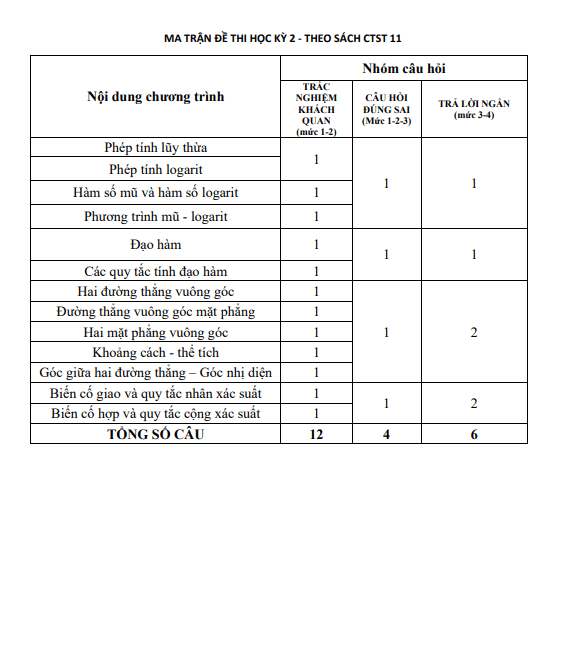 MA TRẬN ĐỀ THI HỌC KỲ 2 - THEO SÁCH CTST 11
Nội dung chương trình
Nhóm câu hỏi
TRẮC
NGHIỆM
KHÁCH
QUAN
(mức 1-2)
CÂU HỎI
ĐÚNG SAI
(Mức 1-2-3)
TRẢ LỜI NGẮN
(mức 3-4)
Phép tính lũy thừa
Phép tính logarit
1
Hàm số mũ và hàm số logarit 1
Phương trình mũ - logarit 1
1 1
Đạo hàm 1
Các quy tắc tính đạo hàm 1
1 1
Hai đường thẳng vuông góc 1
Đường thẳng vuông góc mặt phẳng 1
Hai mặt phẳng vuông góc 1
Khoảng cách - thể tích 1
Góc giữa hai đường thẳng – Góc nhị diện 1
1 2
Biến cố giao và quy tắc nhân xác suất 1
Biến cố hợp và quy tắc cộng xác suất 1
1 2
TỔNG SỐ CÂU 12 4 6